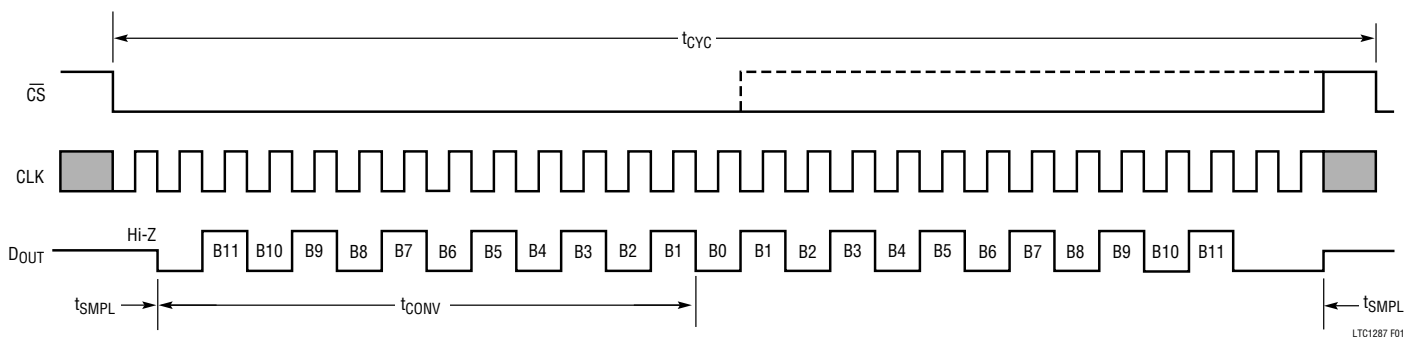 tCYC
CS
CLK
Hi-Z
DOUT
B11 B10 B9 B8 B7 B6 B5 B4 B3 B2 B1 B0 B1 B2 B3 B4 B5 B6 B7 B8 B9 B10 B11
tSMPL
tCONV
tSMPL
LTC1287 F01